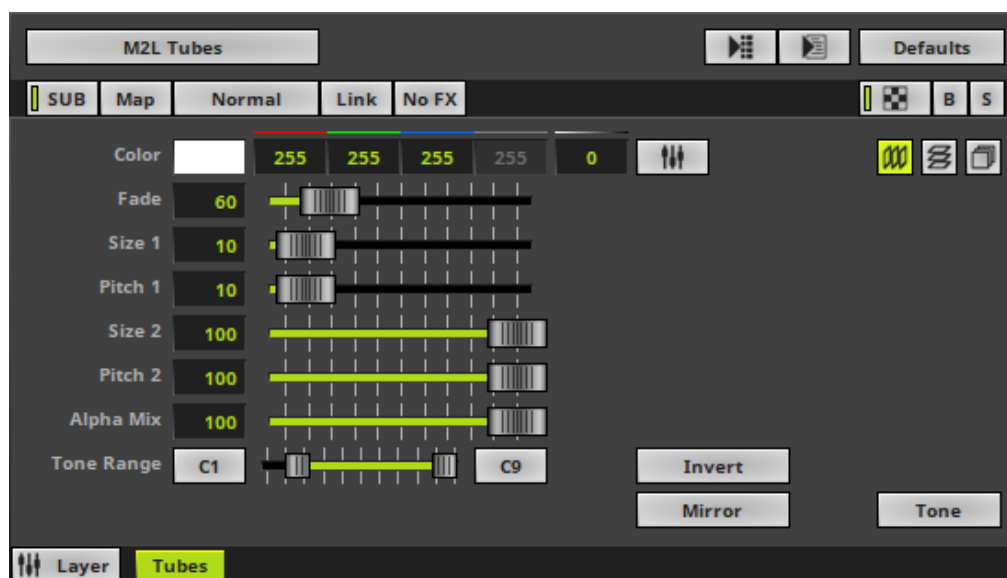 M2L Tubes Defaults
SUB Map Normal Link No FX B S
Color 255 255 255 255 0
Fade 60
Size 1 10
Pitch 1 10
Size 2 100
Pitch 2 100
Alpha Mix 100
Tone Range C1 C9 Invert
Mirror Tone
Layer Tubes